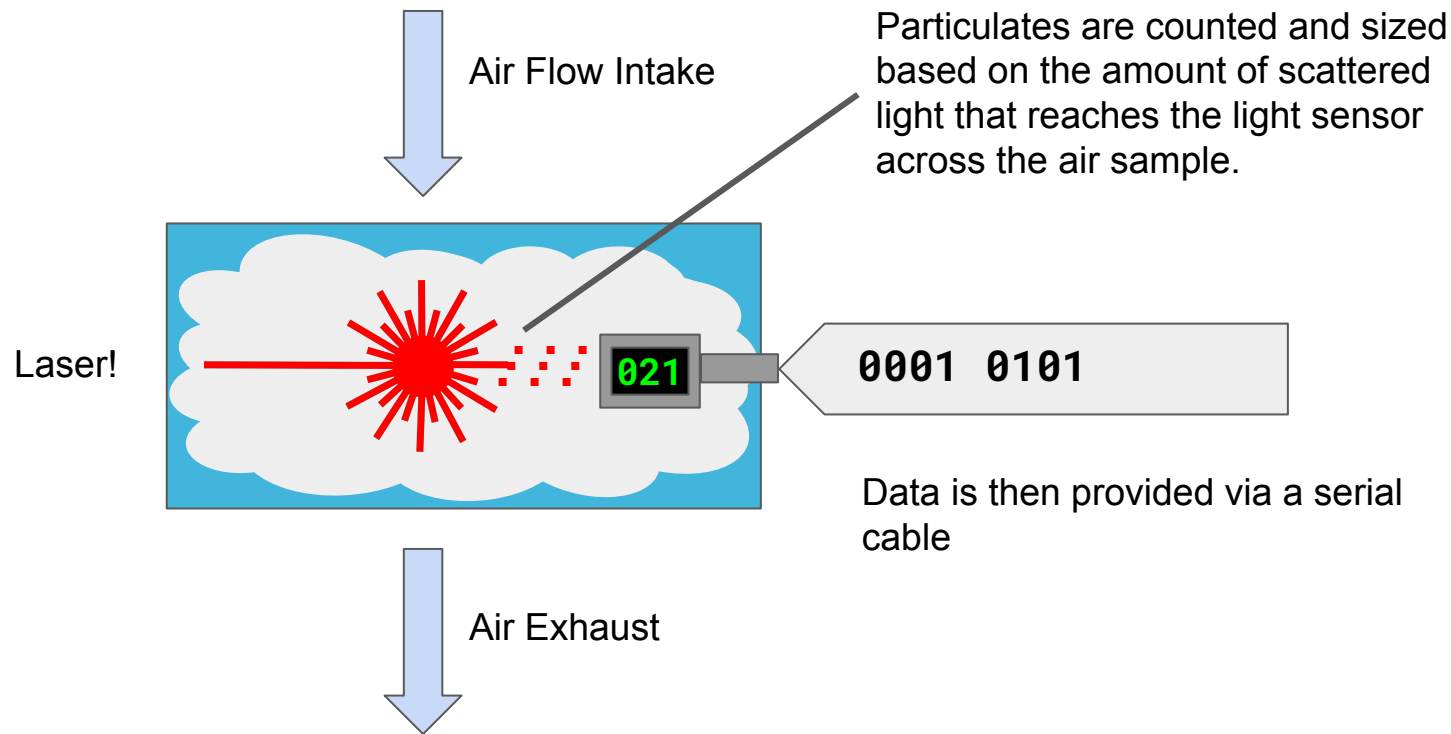 Air Flow Intake
Particulates are counted and sized
based on the amount of scattered
light that reaches the light sensor
across the air sample.
Laser!
021
0001 0101
Data is then provided via a serial
cable
Air Exhaust